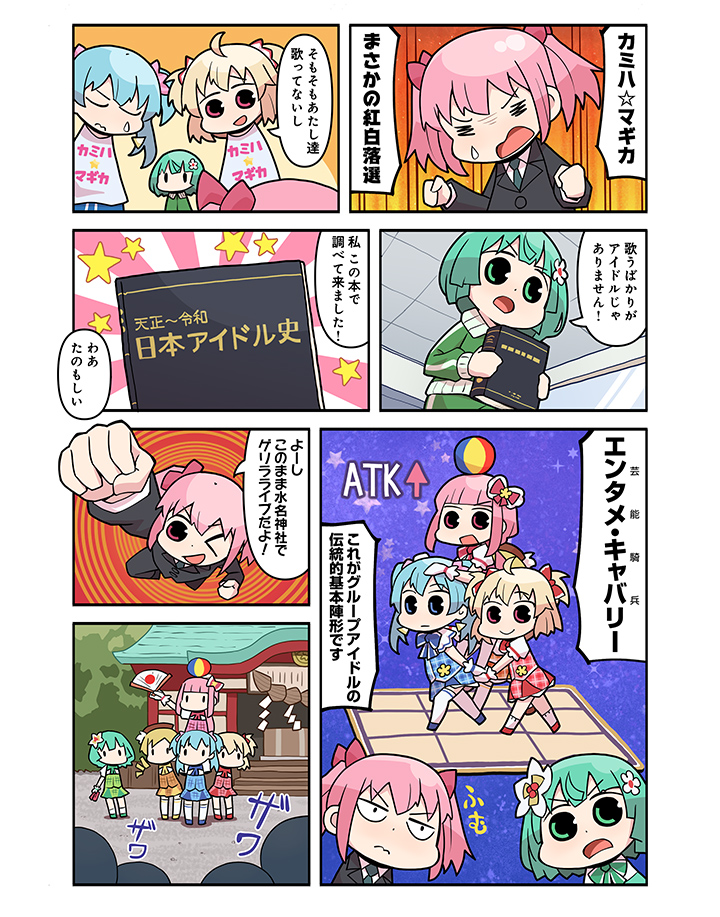 カミハ☆マギカ
まさかの紅白落選
そもそもあたし達
歌ってないし
カミハ
★
マギカ
カミハ
★
マギカ
歌うばかりが
アイドルじゃ
ありません！
私 この本で
調べて来ました！
天正～令和
日本アイドル史
わあ
たのもしい
エンタメ・キャバリー
芸能騎兵
ATK↑
これがグループアイドルの
伝統的基本陣形です
ふむ
よーし
このまま水名神社で
ゲリラライブだよ！
ザワ
ザワ